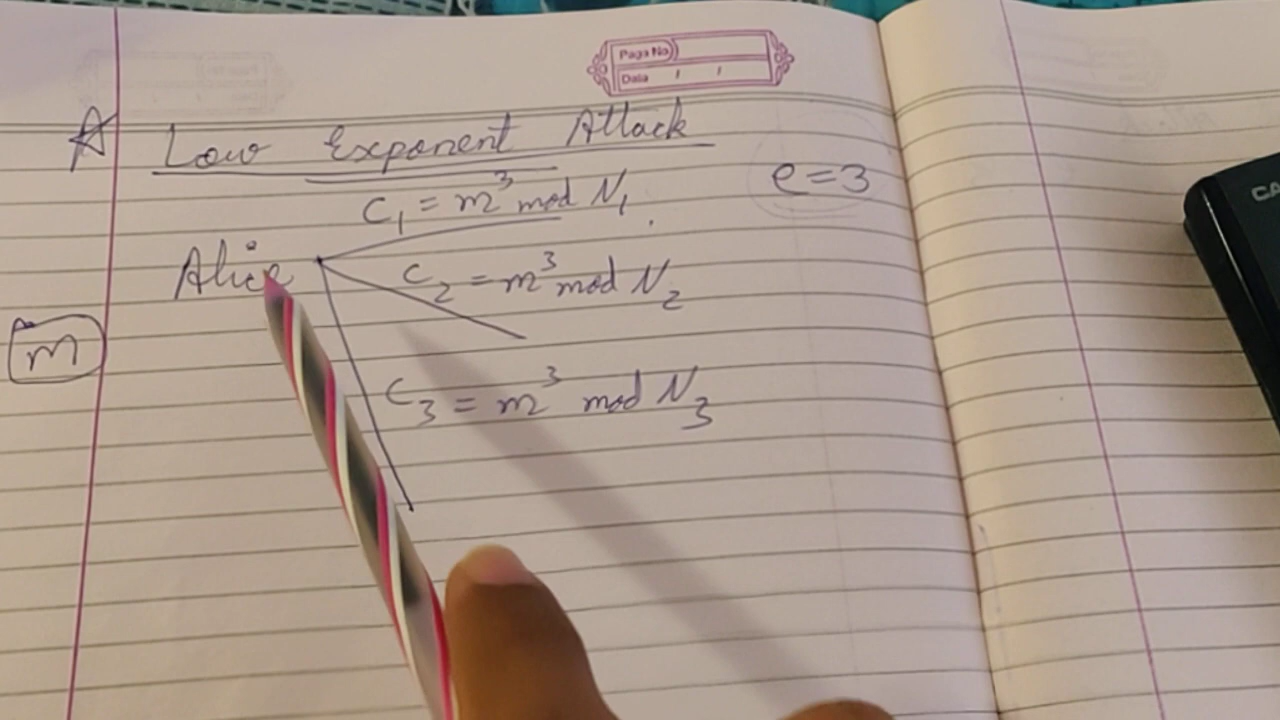 Page No
Date / /
A Low Exponent Attack
e=3
C₁ = m³ mod N₁.
Alice
C₂ = m³ mod N₂
m
C₃ = m³ mod N₃
CA